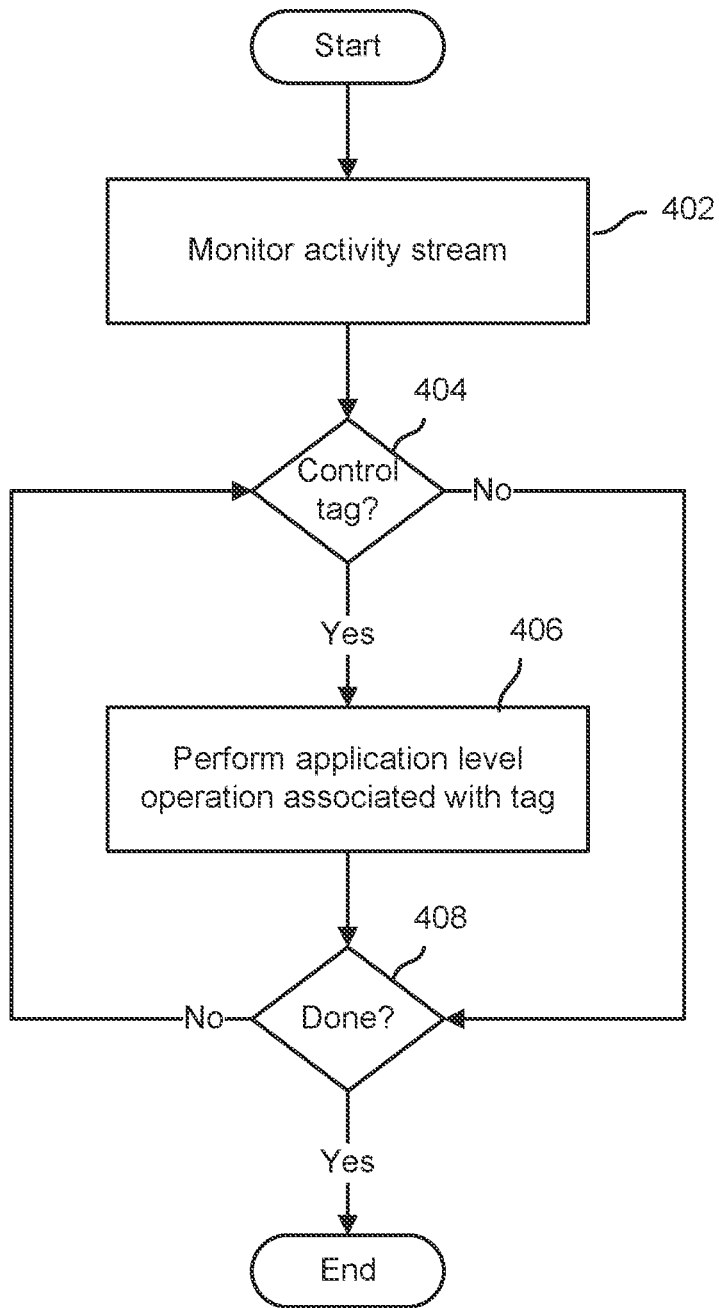 Start
402
Monitor activity stream
404
Control
tag?
No
Yes
406
Perform application level
operation associated with tag
408
No
Done?
Yes
End